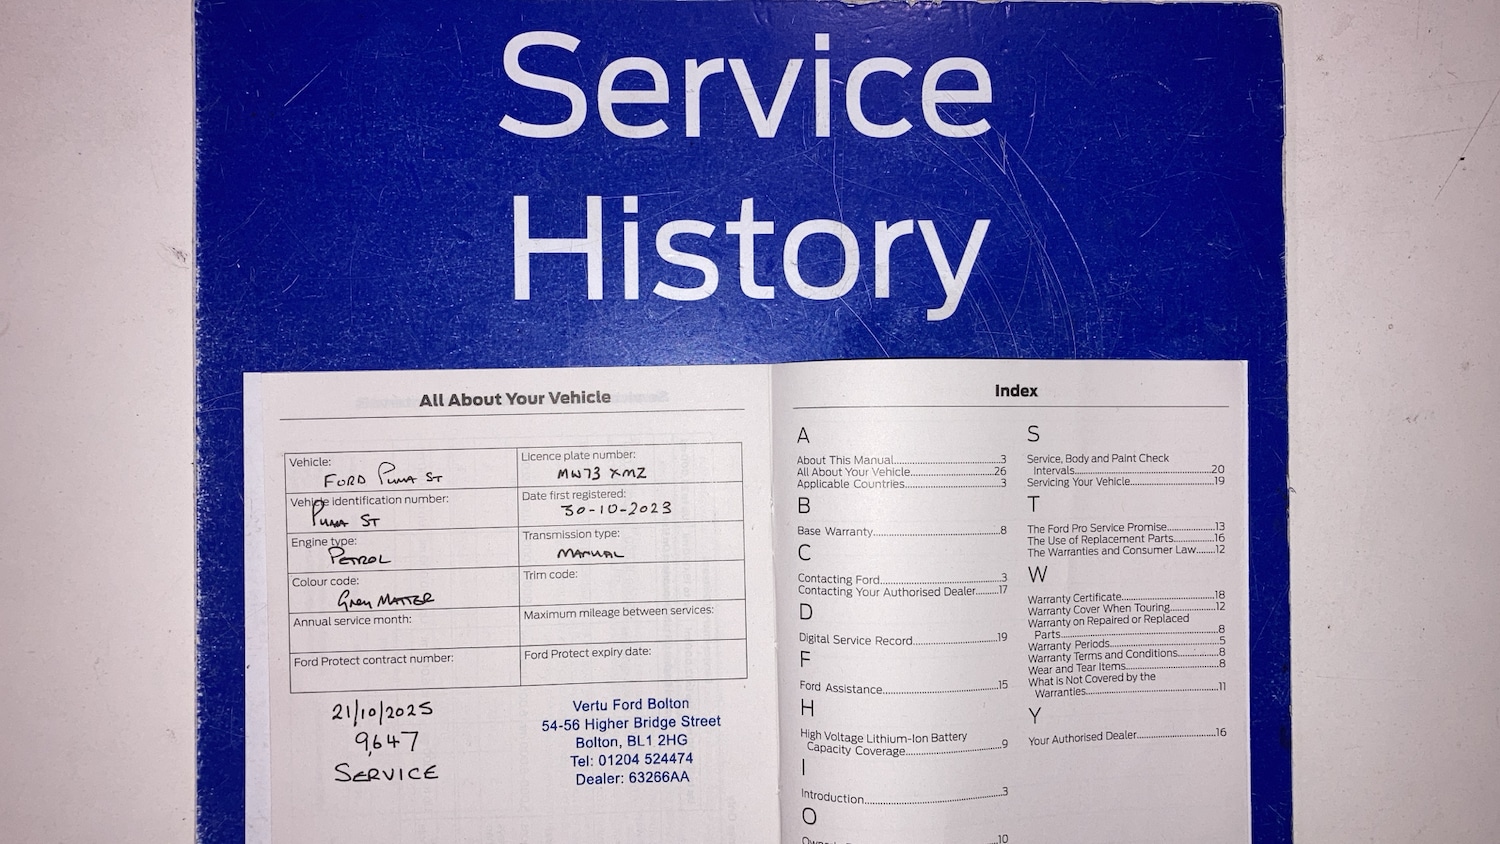 Service
History
All About Your Vehicle
Vehicle:
FORD PUMA ST
Licence plate number:
MW73 XMZ
Vehicle identification number:
PUMA ST
Date first registered:
30-10-2023
Engine type:
PETROL
Transmission type:
MANUAL
Colour code:
Grey MATTER
Trim code:
Annual service month:
Maximum mileage between services:
Ford Protect contract number:
Ford Protect expiry date:
21/10/2025
9,647
SERVICE
Vertu Ford Bolton
54-56 Higher Bridge Street
Bolton, BL1 2HG
Tel: 01204 524474
Dealer: 63266AA
Index
A
About This Manual...3
All About Your Vehicle...26
Applicable Countries...3
B
Base Warranty...8
C
Contacting Ford...3
Contacting Your Authorised Dealer...17
D
Digital Service Record...19
F
Ford Assistance...15
H
High Voltage Lithium-Ion Battery
Capacity Coverage...9
I
Introduction...3
O
10
S
Service, Body and Paint Check
Intervals...20
Servicing Your Vehicle...19
T
The Ford Pro Service Promise...13
The Use of Replacement Parts...16
The Warranties and Consumer Law...12
W
Warranty Certificate...18
Warranty Cover When Touring...12
Warranty on Repaired or Replaced
Parts...8
Warranty Periods...5
Warranty Terms and Conditions...8
Wear and Tear Items...8
What is Not Covered by the
Warranties...11
Y
Your Authorised Dealer...16